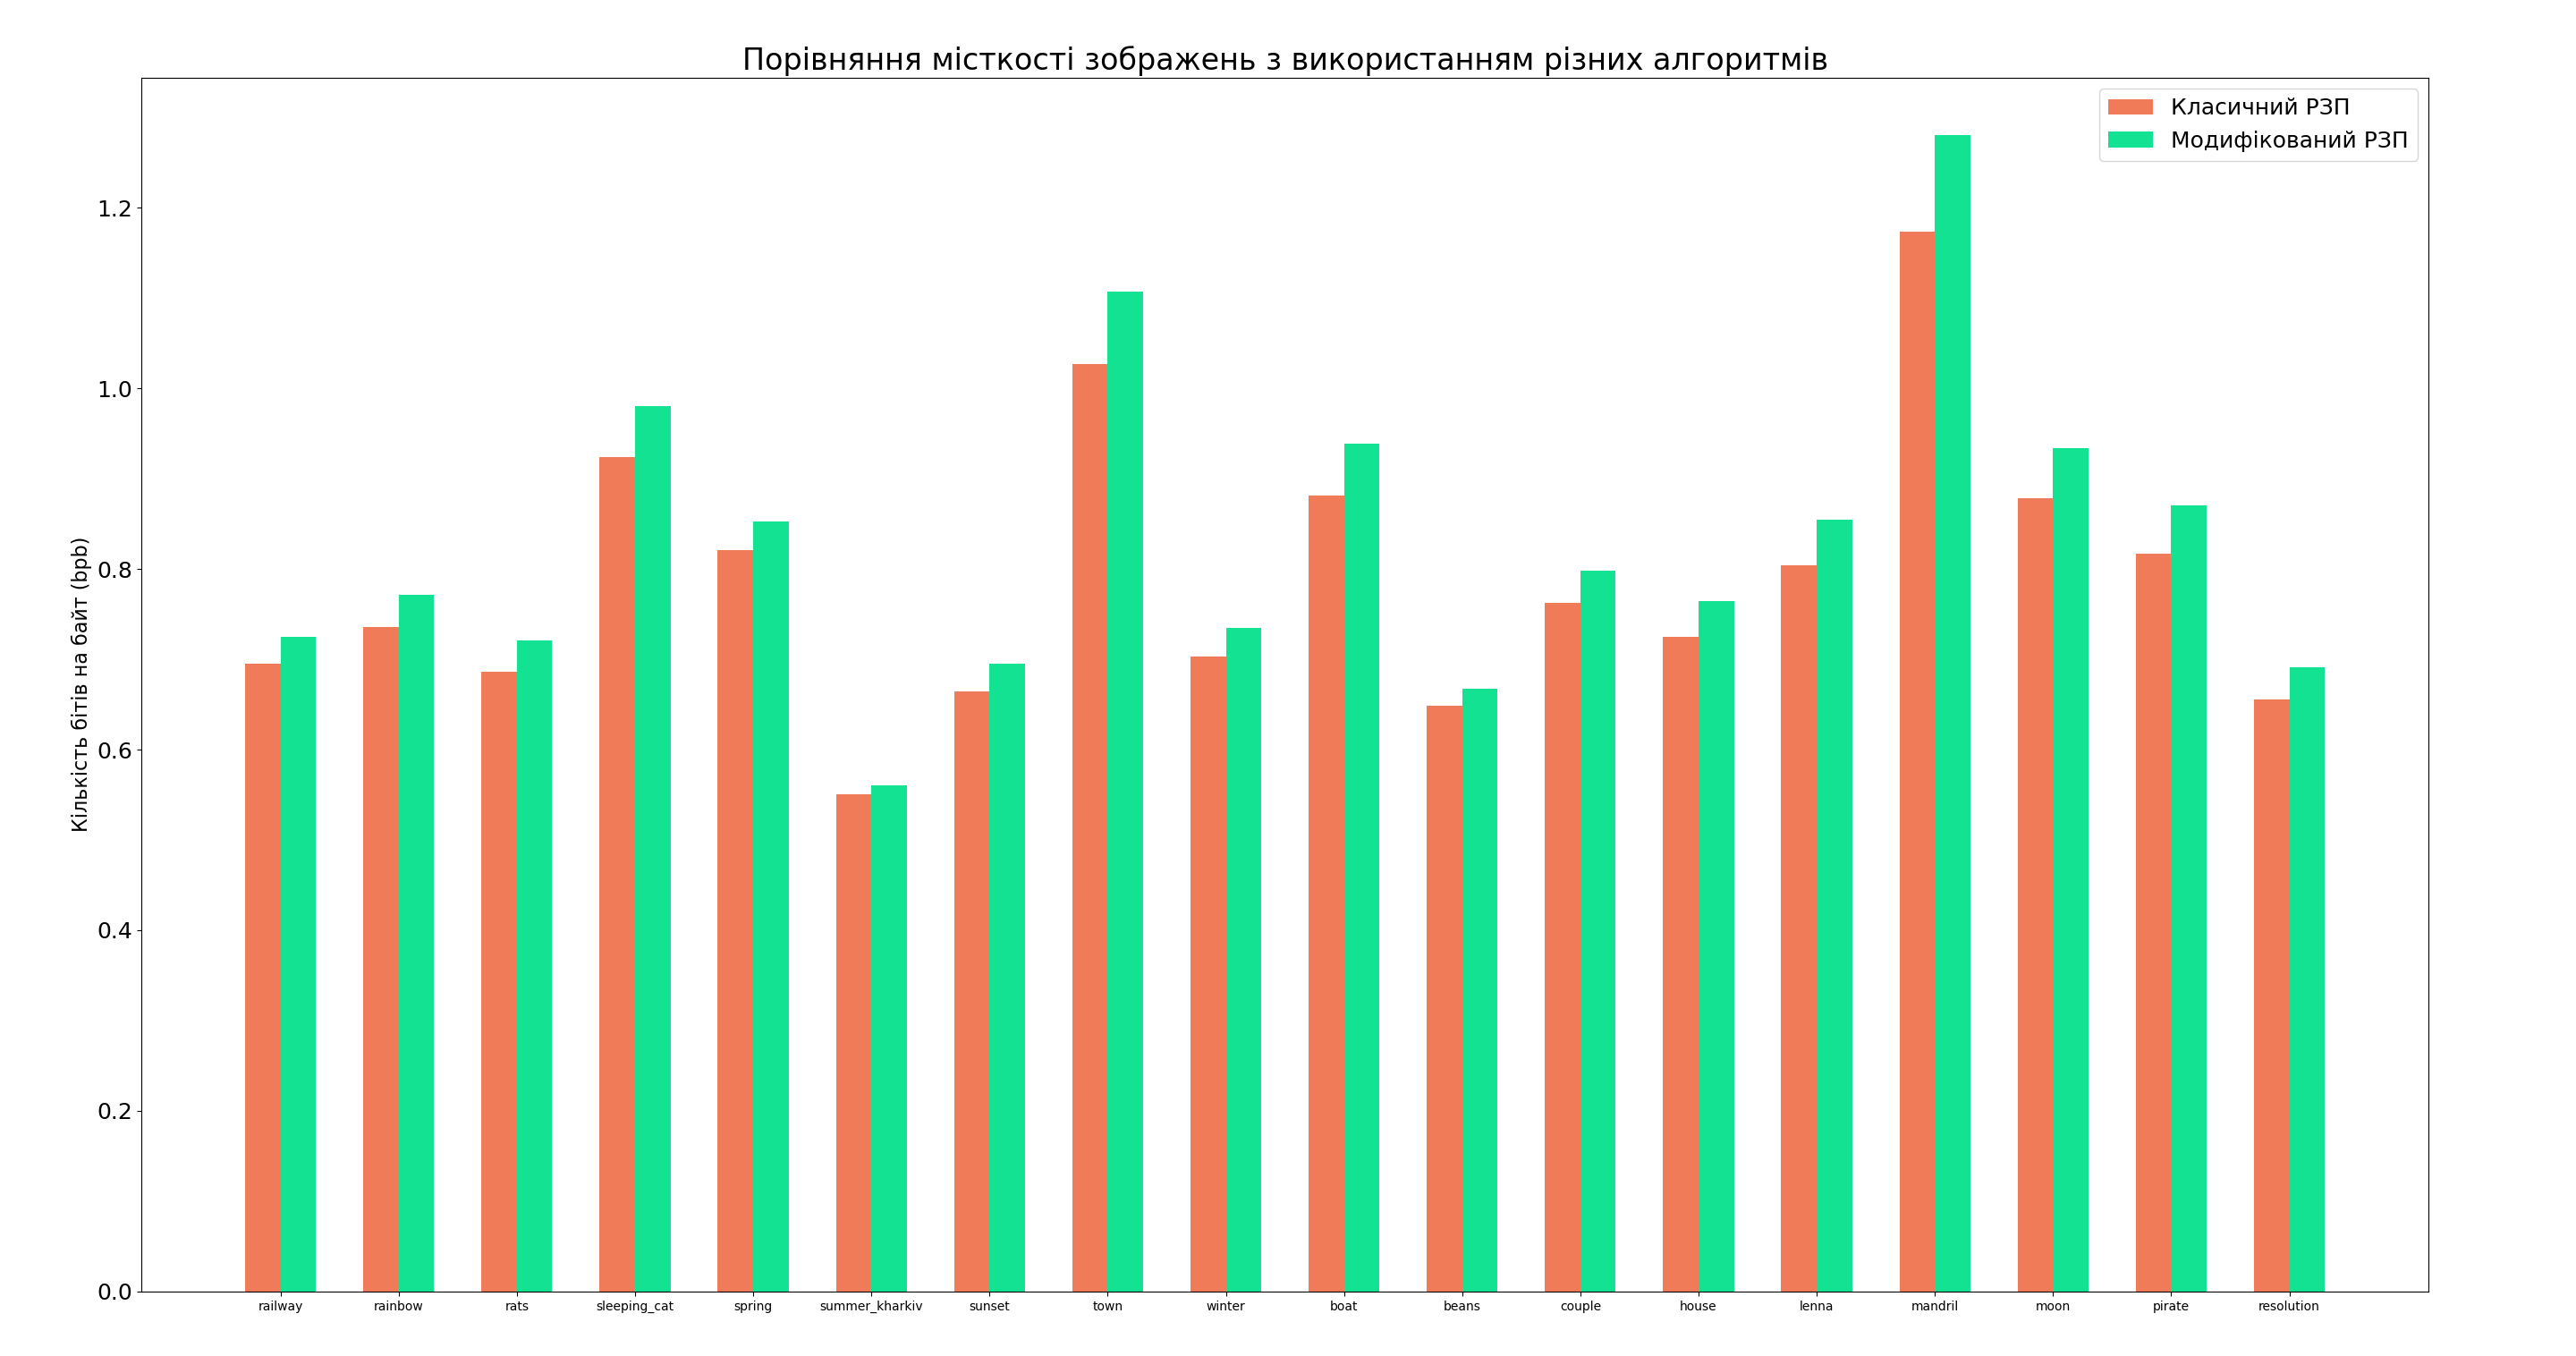 Порівняння місткості зображень з використанням різних алгоритмів
Класичний РЗП
Модифікований РЗП
Кількість бітів на байт (bpb)
1.2
1.0
0.8
0.6
0.4
0.2
0.0
railway rainbow rats sleeping_cat spring summer_kharkiv sunset town winter boat beans couple house lenna mandril moon pirate resolution